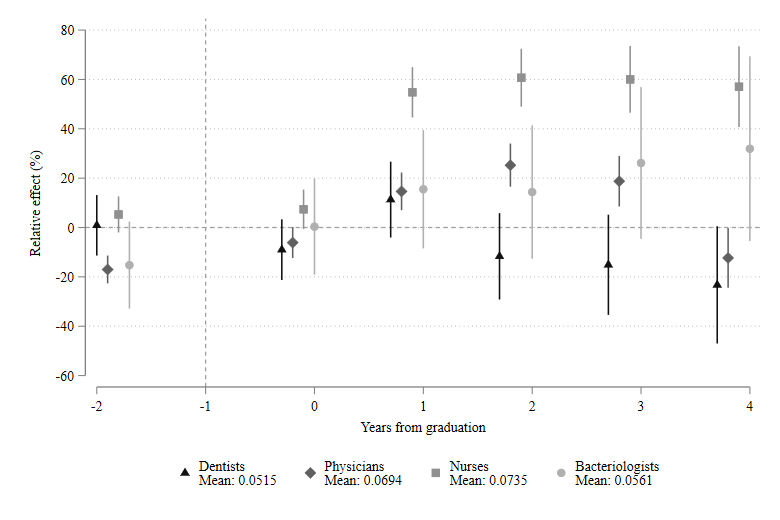 80
60
40
20
0
-20
-40
-60
Relative effect (%)
-2 -1 0 1 2 3 4
Years from graduation
Dentists Physicians Nurses Bacteriologists
Mean: 0.0515 Mean: 0.0694 Mean: 0.0735 Mean: 0.0561